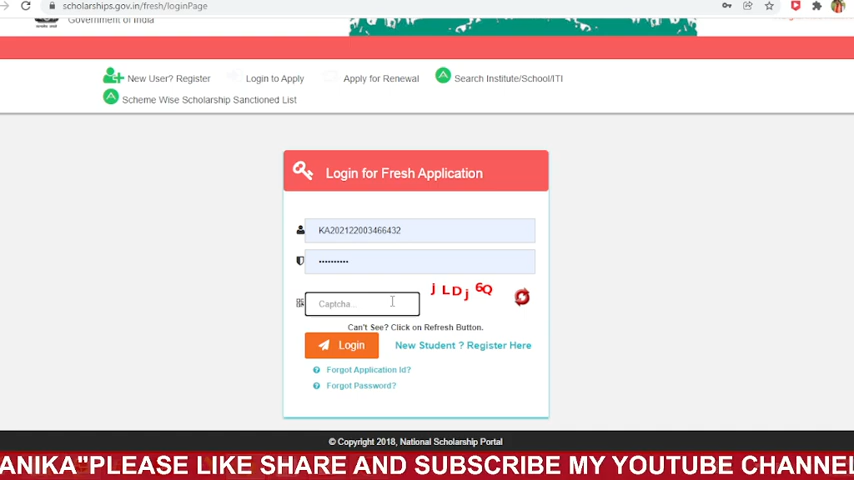 scholarships.gov.in/fresh/loginPage
Government of India
New User? Register Login to Apply Apply for Renewal Search Institute/School/ITI
Scheme Wise Scholarship Sanctioned List
Login for Fresh Application
KA202122003466432
••••••••••
Captcha... jLDj6Q
Can't See? Click on Refresh Button.
Login New Student ? Register Here
Forgot Application Id?
Forgot Password?
© Copyright 2018, National Scholarship Portal
ANIKA"PLEASE LIKE SHARE AND SUBSCRIBE MY YOUTUBE CHANNEL